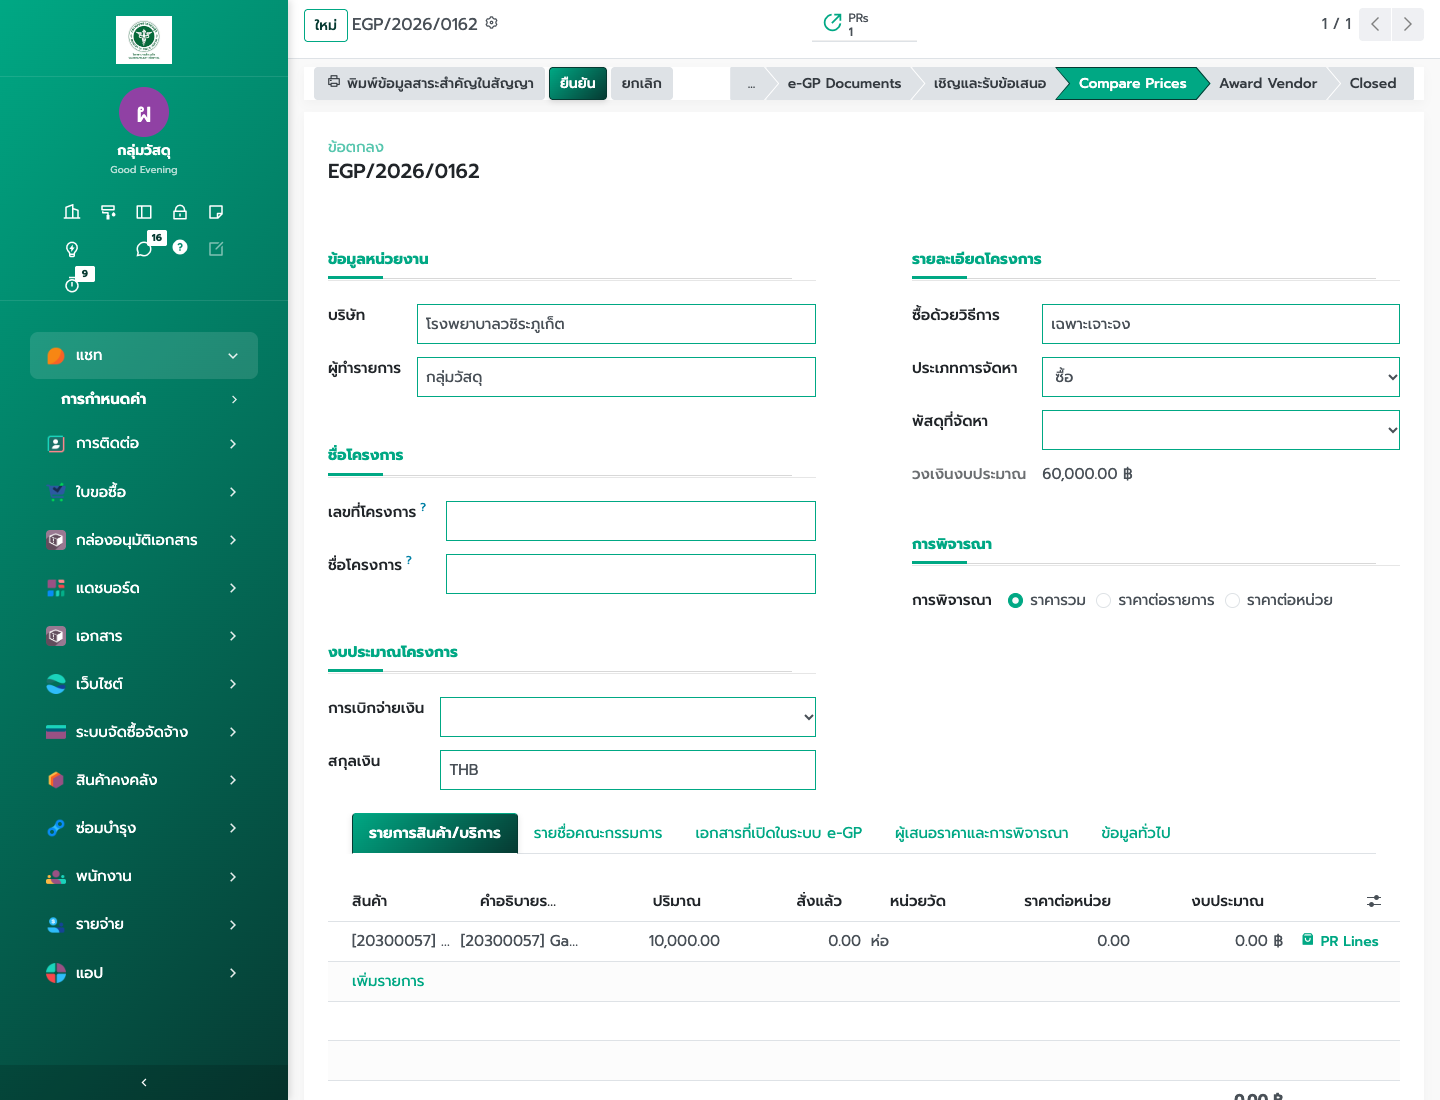 ใหม่ EGP/2026/0162
PRs
1
1 / 1
พิมพ์ข้อมูลสาระสำคัญในสัญญา ยืนยัน ยกเลิก
... e-GP Documents เชิญและรับข้อเสนอ Compare Prices Award Vendor Closed
ผ
กลุ่มวัสดุ
Good Evening
16
?
9
แชท
การกำหนดค่า
การติดต่อ
ใบขอซื้อ
กล่องอนุมัติเอกสาร
แดชบอร์ด
เอกสาร
เว็บไซต์
ระบบจัดซื้อจัดจ้าง
สินค้าคงคลัง
ซ่อมบำรุง
พนักงาน
รายจ่าย
แอป
ข้อตกลง
EGP/2026/0162
ข้อมูลหน่วยงาน
บริษัท โรงพยาบาลวชิระภูเก็ต
ผู้ทำรายการ กลุ่มวัสดุ
ชื่อโครงการ
เลขที่โครงการ ?
ชื่อโครงการ ?
งบประมาณโครงการ
การเบิกจ่ายเงิน
สกุลเงิน THB
รายละเอียดโครงการ
ซื้อด้วยวิธีการ เฉพาะเจาะจง
ประเภทการจัดหา ซื้อ
พัสดุที่จัดหา
วงเงินงบประมาณ 60,000.00 ฿
การพิจารณา
การพิจารณา ราคารวม ราคาต่อรายการ ราคาต่อหน่วย
รายการสินค้า/บริการ รายชื่อคณะกรรมการ เอกสารที่เปิดในระบบ e-GP ผู้เสนอราคาและการพิจารณา ข้อมูลทั่วไป
สินค้า คำอธิบายร... ปริมาณ สั่งแล้ว หน่วยวัด ราคาต่อหน่วย งบประมาณ
[20300057] ... [20300057] Ga... 10,000.00 0.00 ห่อ 0.00 0.00 ฿ PR Lines
เพิ่มรายการ
0.00 ฿